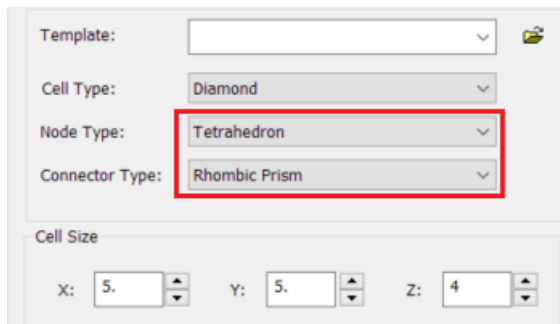 Template:
Cell Type: Diamond
Node Type: Tetrahedron
Connector Type: Rhombic Prism
Cell Size
X: 5. Y: 5. Z: 4